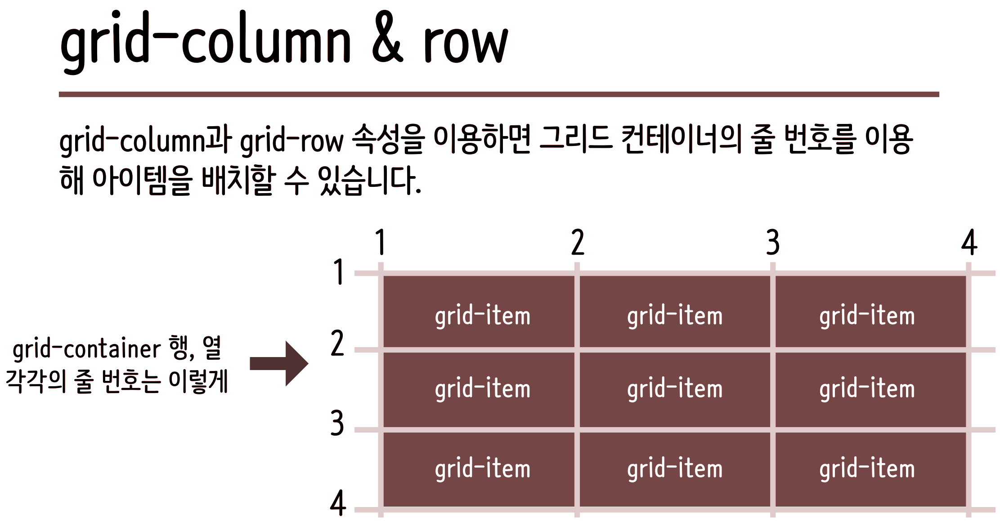 grid-column & row
grid-column과 grid-row 속성을 이용하면 그리드 컨테이너의 줄 번호를 이용
해 아이템을 배치할 수 있습니다.
grid-container 행, 열
각각의 줄 번호는 이렇게
1 2 3 4
1
grid-item grid-item grid-item
2
grid-item grid-item grid-item
3
grid-item grid-item grid-item
4